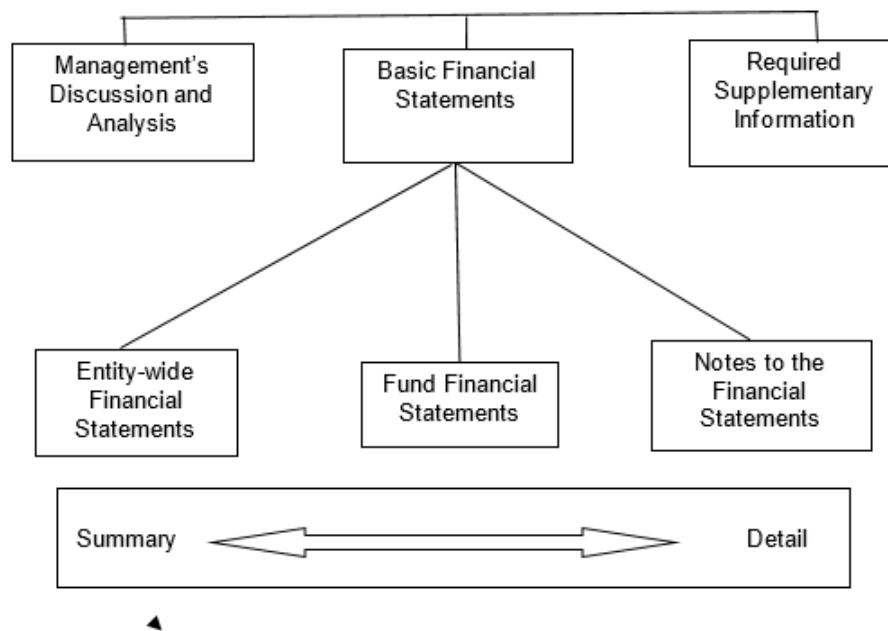 Management's
Discussion and
Analysis
Basic Financial
Statements
Required
Supplementary
Information
Entity-wide
Financial
Statements
Fund Financial
Statements
Notes to the
Financial
Statements
Summary
Detail